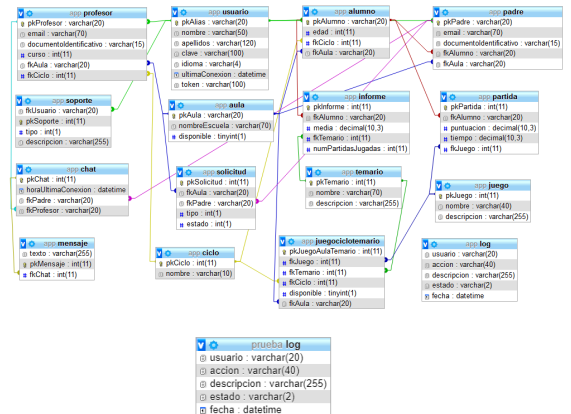 app profesor
pkProfesor : varchar(20)
email : varchar(70)
documentoIdentificativo : varchar(15)
curso : int(11)
fkAula : varchar(20)
fkCiclo : int(11)
app usuario
pkAlias : varchar(20)
nombre : varchar(50)
apellidos : varchar(120)
clave : varchar(100)
idioma : varchar(4)
ultimaConexion : datetime
token : varchar(100)
app alumno
pkAlumno : varchar(20)
edad : int(11)
fkCiclo : int(11)
fkAula : varchar(20)
app padre
pkPadre : varchar(20)
email : varchar(70)
documentoIdentificativo : varchar(15)
fkAlumno : varchar(20)
fkAula : varchar(20)
app soporte
fkUsuario : varchar(20)
pkSoporte : int(11)
tipo : int(1)
descripcion : varchar(255)
app aula
pkAula : varchar(20)
nombreEscuela : varchar(70)
disponible : tinyint(1)
app informe
pkInforme : int(11)
fkAlumno : varchar(20)
media : decimal(10,3)
fkTemario : int(11)
numPartidasJugadas : int(11)
app partida
pkPartida : int(11)
fkAlumno : varchar(20)
puntuacion : decimal(10,3)
tiempo : decimal(10,3)
fkJuego : int(11)
app chat
pkChat : int(11)
horaUltimaConexion : datetime
fkPadre : varchar(20)
fkProfesor : varchar(20)
app solicitud
pkSolicitud : int(11)
fkAula : varchar(20)
fkPadre : varchar(20)
tipo : int(1)
estado : int(1)
app temario
pkTemario : int(11)
nombre : varchar(70)
descripcion : varchar(255)
app juego
pkJuego : int(11)
nombre : varchar(40)
descripcion : varchar(255)
app mensaje
texto : varchar(255)
pkMensaje : int(11)
fkChat : int(11)
app ciclo
pkCiclo : int(11)
nombre : varchar(10)
app juegociclotemario
pkJuegoAulaTemario : int(11)
fkJuego : int(11)
fkTemario : int(11)
fkCiclo : int(11)
disponible : tinyint(1)
fkAula : varchar(20)
app log
usuario : varchar(20)
accion : varchar(40)
descripcion : varchar(255)
estado : varchar(2)
fecha : datetime
prueba log
usuario : varchar(20)
accion : varchar(40)
descripcion : varchar(255)
estado : varchar(2)
fecha : datetime